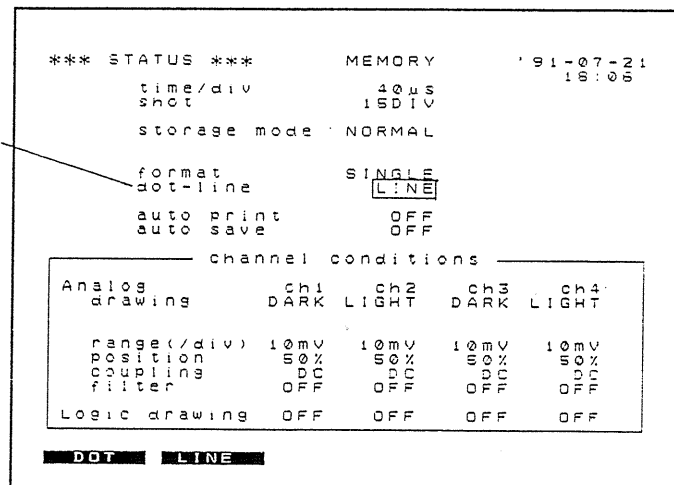 *** STATUS *** MEMORY '91-07-21
18:06
time/div 40µs
shot 15DIV
storage mode NORMAL
format SINGLE
dot-line LINE
auto print OFF
auto save OFF
channel conditions
Analog ch1 ch2 ch3 ch4
drawing DARK LIGHT DARK LIGHT
range(/div) 10mV 10mV 10mV 10mV
position 50% 50% 50% 50%
coupling DC DC DC DC
filter OFF OFF OFF OFF
Logic drawing OFF OFF OFF OFF
DOT LINE